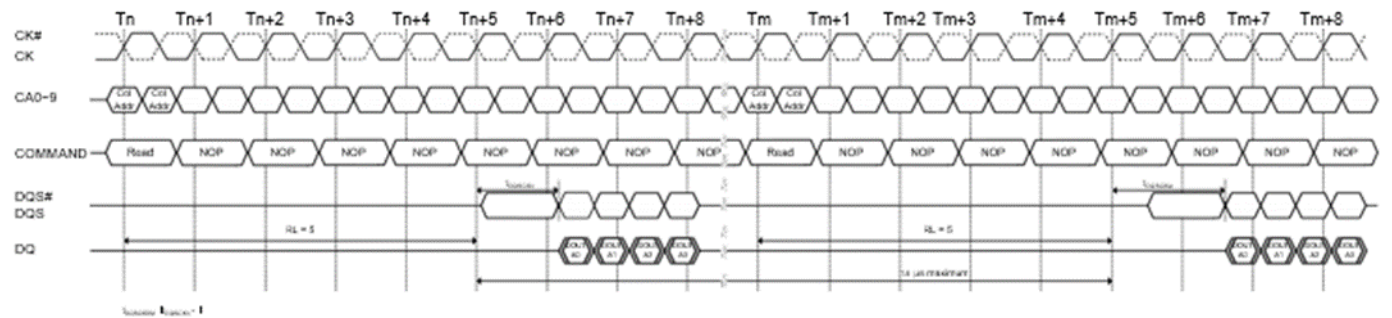 Tn Tn+1 Tn+2 Tn+3 Tn+4 Tn+5 Tn+6 Tn+7 Tn+8 Tm Tm+1 Tm+2 Tm+3 Tm+4 Tm+5 Tm+6 Tm+7 Tm+8
CK#
CK
CA0-9 Col Addr Col Addr Col Addr Col Addr
COMMAND Read NOP NOP NOP NOP NOP NOP NOP NOP Read NOP NOP NOP NOP NOP NOP NOP NOP
DQS#
DQS
RL = 5 RL = 5
DQ DOUT A0 DOUT A1 DOUT A2 DOUT A3 DOUT A0 DOUT A1 DOUT A2 DOUT A3
maximum